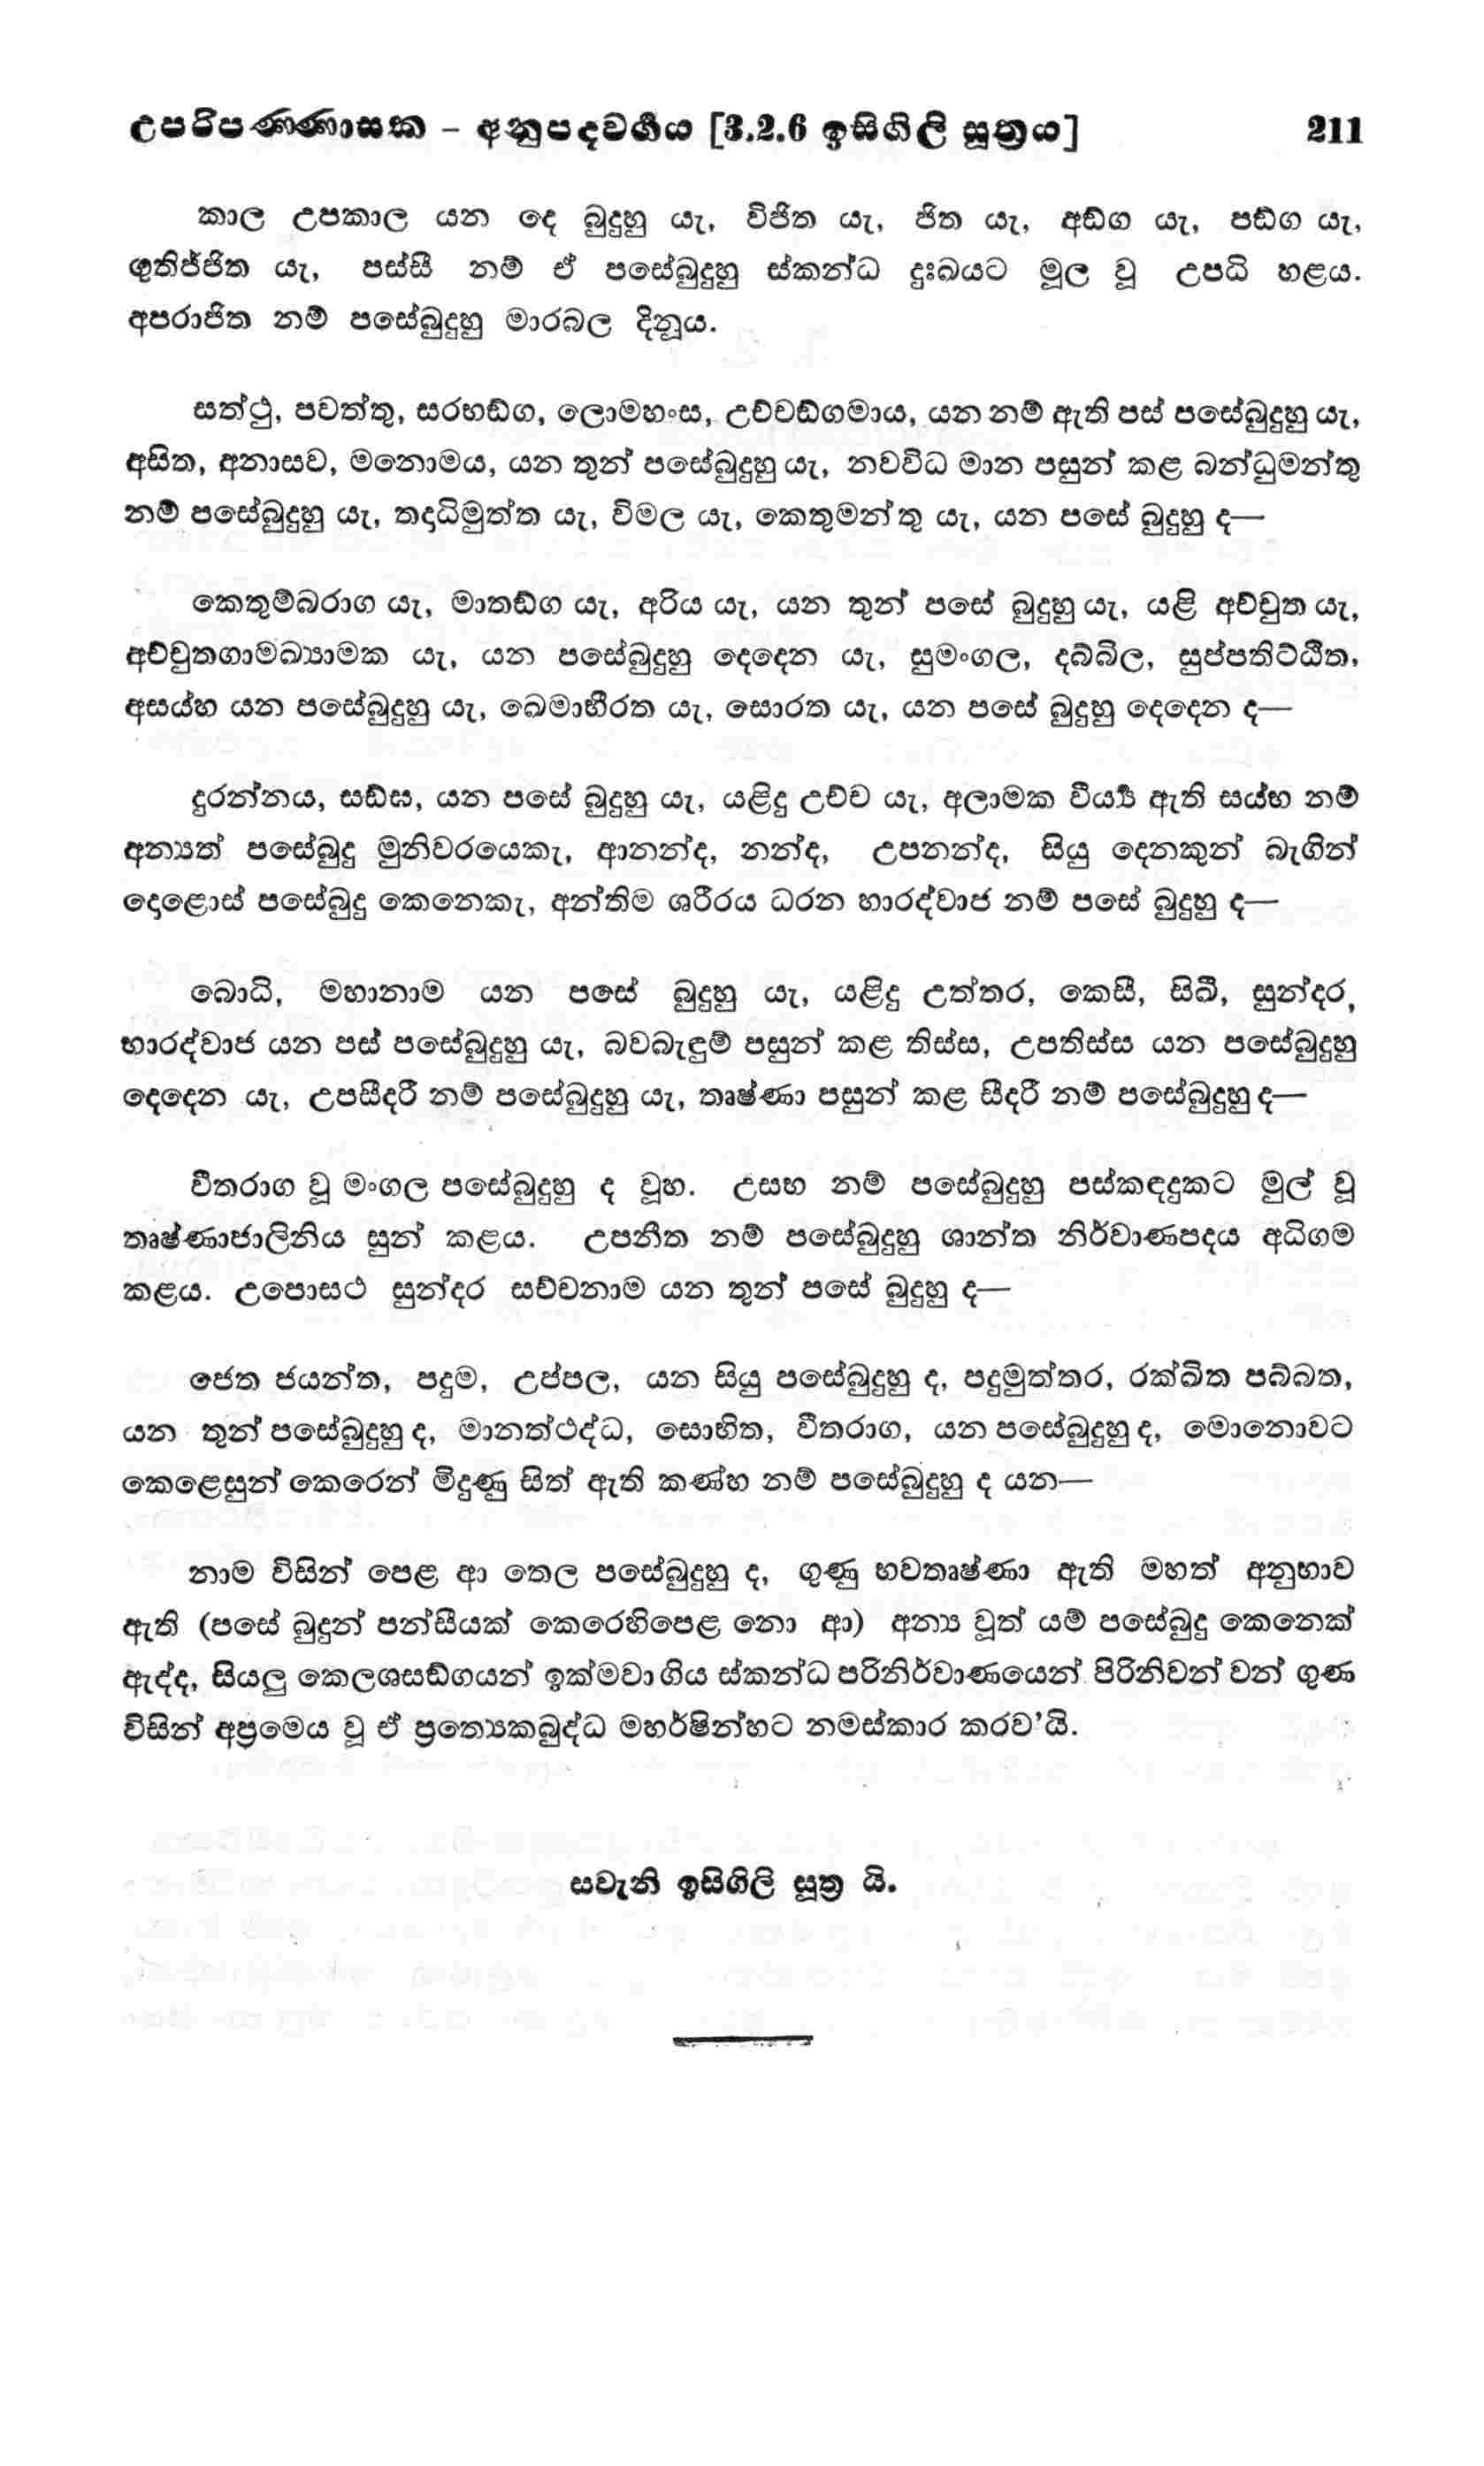 උපරිපණ්ණාසක – අනුපදවර්ගය [3.2.6 ඉසිගිලි සූත්‍රය] 211
කාල උපකාල යන දෙ බුදුහු යැ, විජිත යැ, ජිත යැ, අඞ්ග යැ, පඞ්ග යැ,
ගුතිජ්ජිත යැ, පස්සී නම් ඒ පසේබුදුහු ස්කන්ධ දුඃඛයට මූල වූ උපධි හළය.
අපරාජිත නම් පසේබුදුහු මාරබල දිනූය.
සත්ථු, පවත්තු, සරභඞ්ග, ලොමහංස, උච්චඞ්ගමාය, යන නම් ඇති පස් පසේබුදුහු යැ,
අසිත, අනාසව, මනොමය, යන තුන් පසේබුදුහු යැ, නවවිධ මාන පසුන් කළ බන්ධුමන්තු
නම් පසේබුදුහු යැ, තදාධිමුත්ත යැ, විමල යැ, කෙතුමන්තු යැ, යන පසේ බුදුහු ද—
කෙතුම්බරාග යැ, මාතඞ්ග යැ, අරිය යැ, යන තුන් පසේ බුදුහු යැ, යළි අච්චුත යැ,
අච්චුතගාමබ්‍යාමක යැ, යන පසේබුදුහු දෙදෙන යැ, සුමංගල, දබ්බිල, සුප්පතිට්ඨිත,
අසය්හ යන පසේබුදුහු යැ, ඛෙමාභිරත යැ, සොරත යැ, යන පසේ බුදුහු දෙදෙන ද—
දුරන්නය, සඞ්ඝ, යන පසේ බුදුහු යැ, යළිදු උච්ච යැ, අලාමක වීර්‍ය්‍ය ඇති සය්හ නම්
අන්‍යත් පසේබුදු මුනිවරයෙකැ, ආනන්ද, නන්ද, උපනන්ද, සියු දෙනකුන් බැගින්
දොළොස් පසේබුදු කෙනෙකැ, අන්තිම ශරීරය ධරන භාරද්වාජ නම් පසේ බුදුහු ද—
බොධි, මහානාම යන පසේ බුදුහු යැ, යළිදු උත්තර, කෙසී, සිඛී, සුන්දර,
භාරද්වාජ යන පස් පසේබුදුහු යැ, බවබැඳුම් පසුන් කළ තිස්ස, උපතිස්ස යන පසේබුදුහු
දෙදෙන යැ, උපසීදරී නම් පසේබුදුහු යැ, තෘෂ්ණා පසුන් කළ සීදරී නම් පසේබුදුහු ද—
වීතරාග වූ මංගල පසේබුදුහු ද වූහ. උසභ නම් පසේබුදුහු පස්කඳදුකට මුල් වූ
තෘෂ්ණාජාලිනිය සුන් කළය. උපනීත නම් පසේබුදුහු ශාන්ත නිර්වාණපදය අධිගම
කළය. උපොසථ සුන්දර සච්චනාම යන තුන් පසේ බුදුහු ද—
ජෙත ජයන්ත, පදුම, උප්පල, යන සියු පසේබුදුහු ද, පදුමුත්තර, රක්ඛිත පබ්බත,
යන තුන් පසේබුදුහු ද, මානත්ථද්ධ, සොභිත, වීතරාග, යන පසේබුදුහු ද, මොනොවට
කෙළෙසුන් කෙරෙන් මිදුණු සිත් ඇති කණ්හ නම් පසේබුදුහු ද යන—
නාම විසින් පෙළ ආ තෙල පසේබුදුහු ද, ගුණු භවතෘෂ්ණා ඇති මහත් අනුභාව
ඇති (පසේ බුදුන් පන්සීයක් කෙරෙහිපෙළ නො ආ) අන්‍ය වූත් යම් පසේබුදු කෙනෙක්
ඇද්ද, සියලු කෙලශසඞ්ගයන් ඉක්මවා ගිය ස්කන්ධ පරිනිර්වාණයෙන් පිරිනිවන් වන් ගුණ
විසින් අප්‍රමෙය වූ ඒ ප්‍රත්‍යෙකබුද්ධ මහර්ෂින්හට නමස්කාර කරව'යි.
සවැනි ඉසිගිලි සූත්‍ර යි.